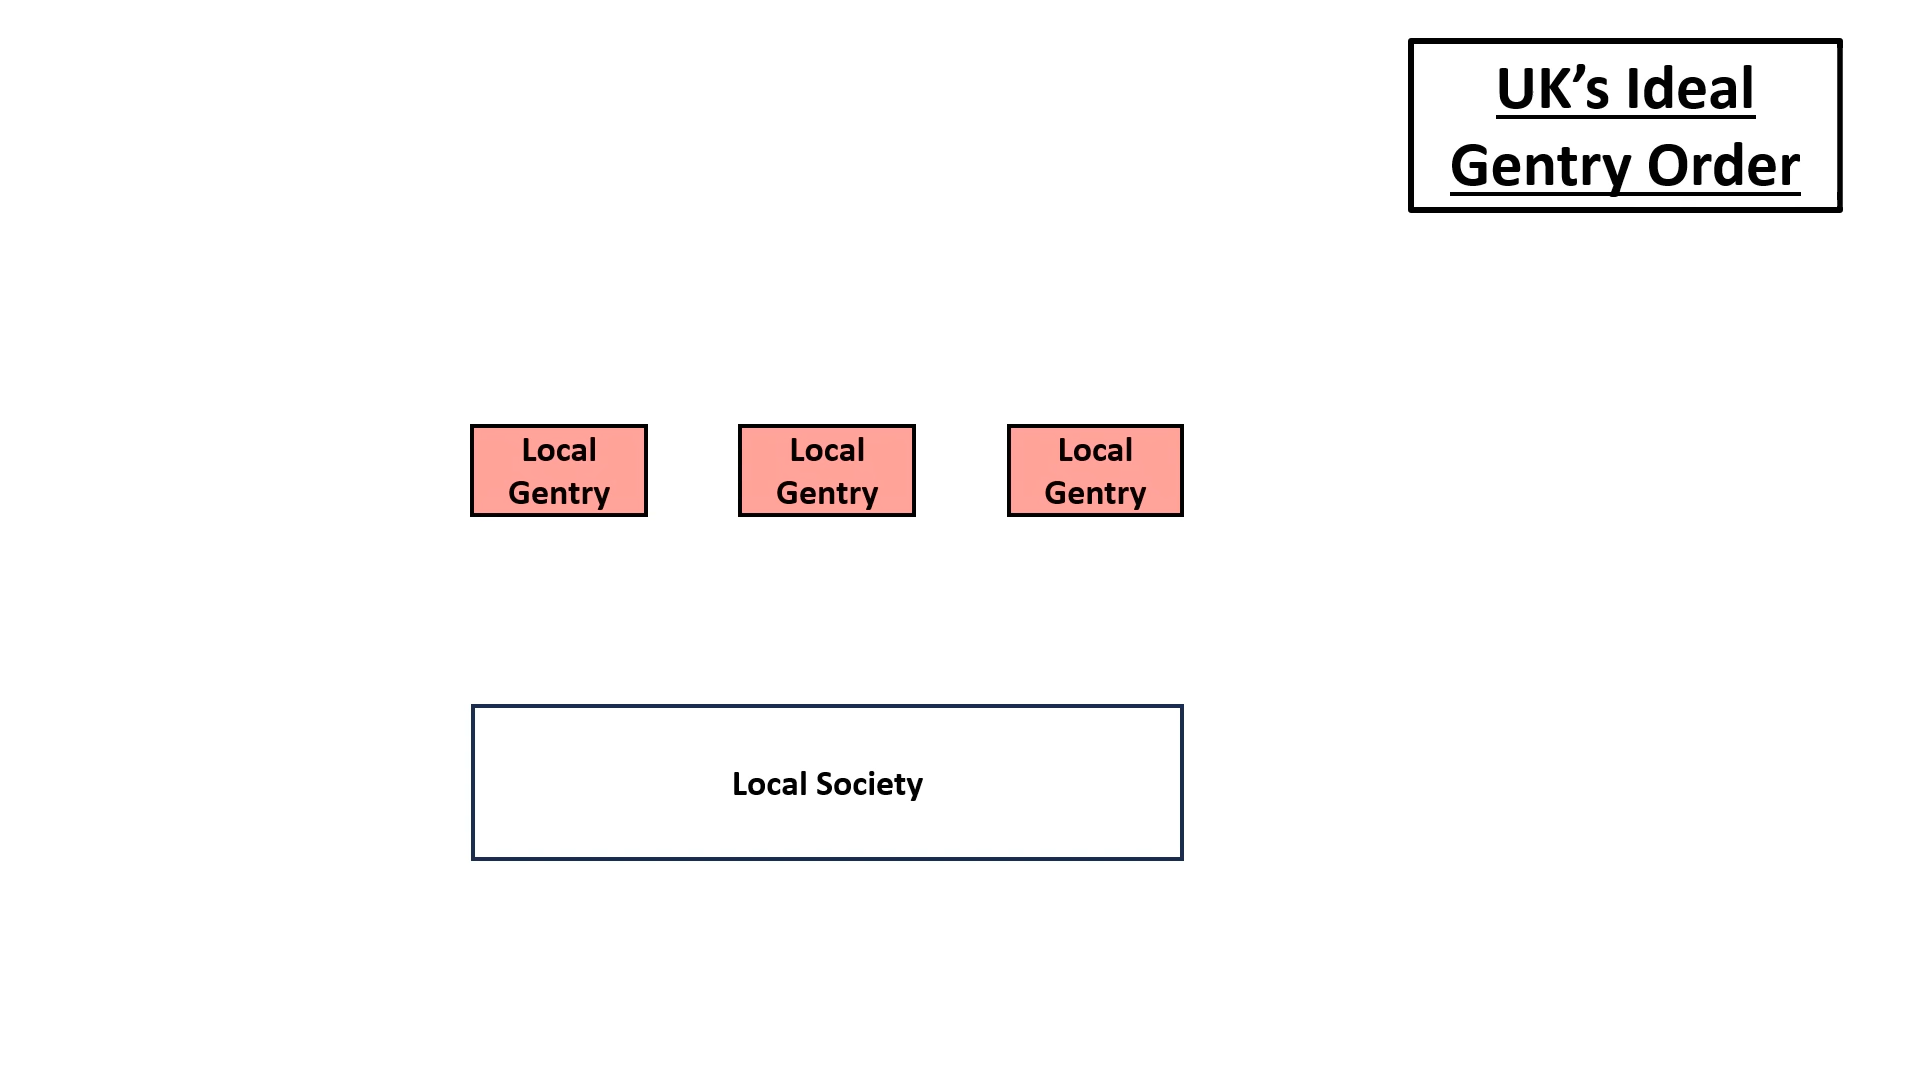 UK’s Ideal
Gentry Order
Local
Gentry
Local
Gentry
Local
Gentry
Local Society